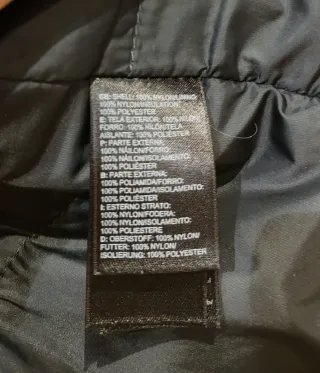 GB: SHELL: 100% NYLON/LINING:
100% NYLON/INSULATION:
100% POLYESTER
E: TELA EXTERIOR: 100% NILON/
FORRO: 100% NILON/TELA
AISLANTE: 100% POLIÉSTER
P: PARTE EXTERNA:
100% NÁILON/FORRO:
100% NÁILON/ISOLAMENTO:
100% POLIÉSTER
B: PARTE EXTERNA:
100% POLIAMIDA/FORRO:
100% POLIAMIDA/ISOLAMENTO:
100% POLIÉSTER
I: ESTERNO STRATO:
100% NYLON/FODERA:
100% NYLON/ISOLAMENTO:
100% POLIESTERE
D: OBERSTOFF: 100% NYLON/
FUTTER: 100% NYLON/
ISOLIERUNG: 100% POLYESTER